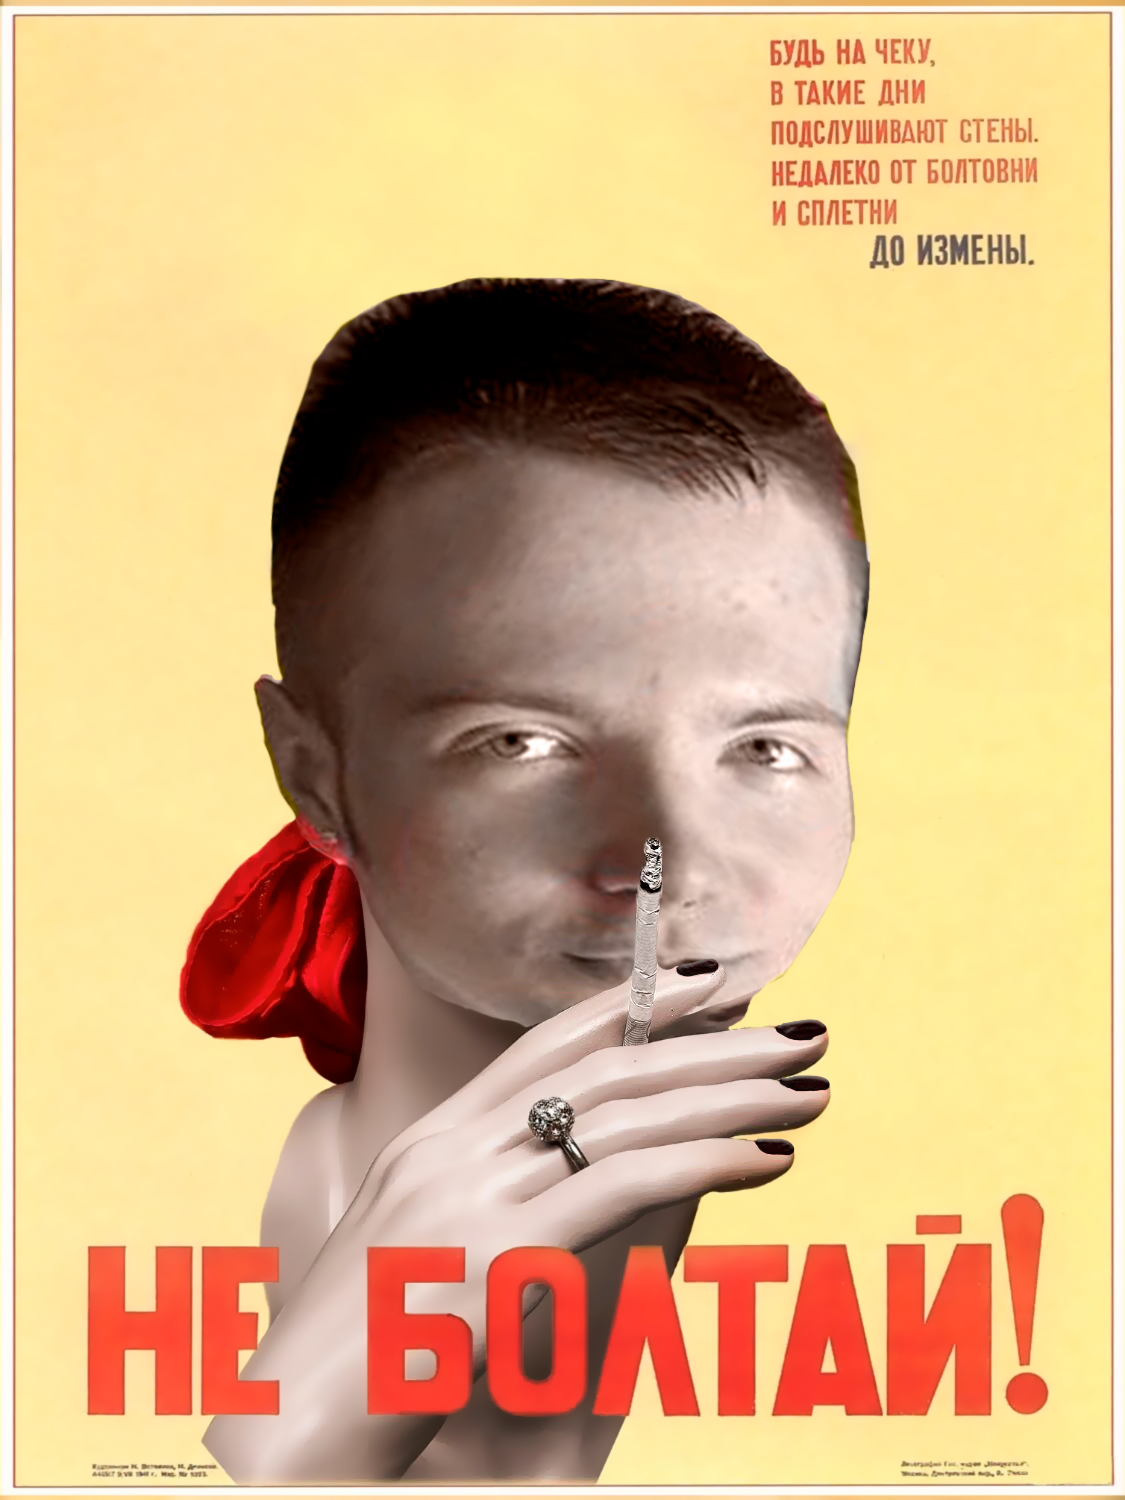 БУДЬ НА ЧЕКУ,
В ТАКИЕ ДНИ
ПОДСЛУШИВАЮТ СТЕНЫ.
НЕДАЛЕКО ОТ БОЛТОВНИ
И СПЛЕТНИ
ДО ИЗМЕНЫ.
НЕ БОЛТАЙ!